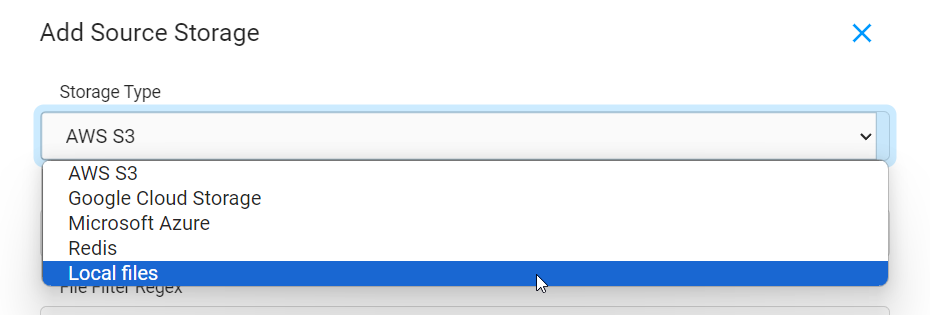 Add Source Storage
Storage Type
AWS S3
AWS S3
Google Cloud Storage
Microsoft Azure
Redis
Local files
File Filter Regex